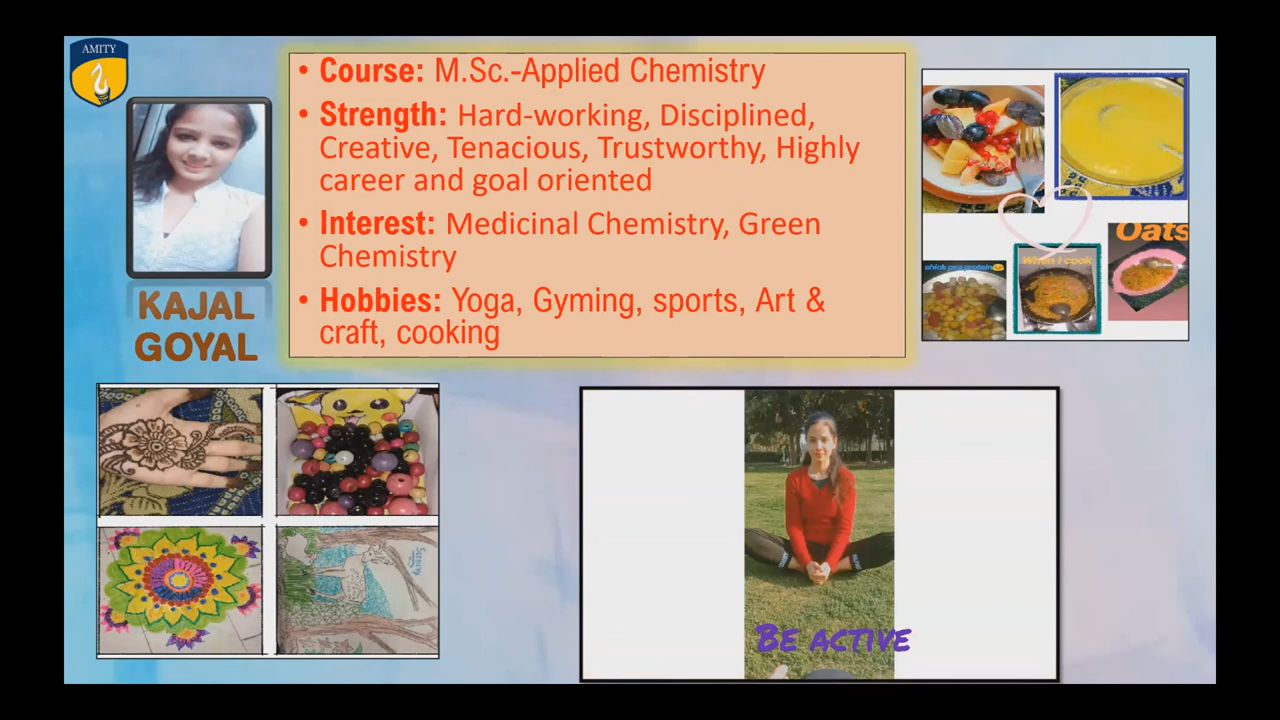 AMITY
• Course: M.Sc.-Applied Chemistry
• Strength: Hard-working, Disciplined,
Creative, Tenacious, Trustworthy, Highly
career and goal oriented
• Interest: Medicinal Chemistry, Green
Chemistry
• Hobbies: Yoga, Gyming, sports, Art &
craft, cooking
KAJAL
GOYAL
Oats
When I cook
chick pea protein
Scenery
BE ACTIVE